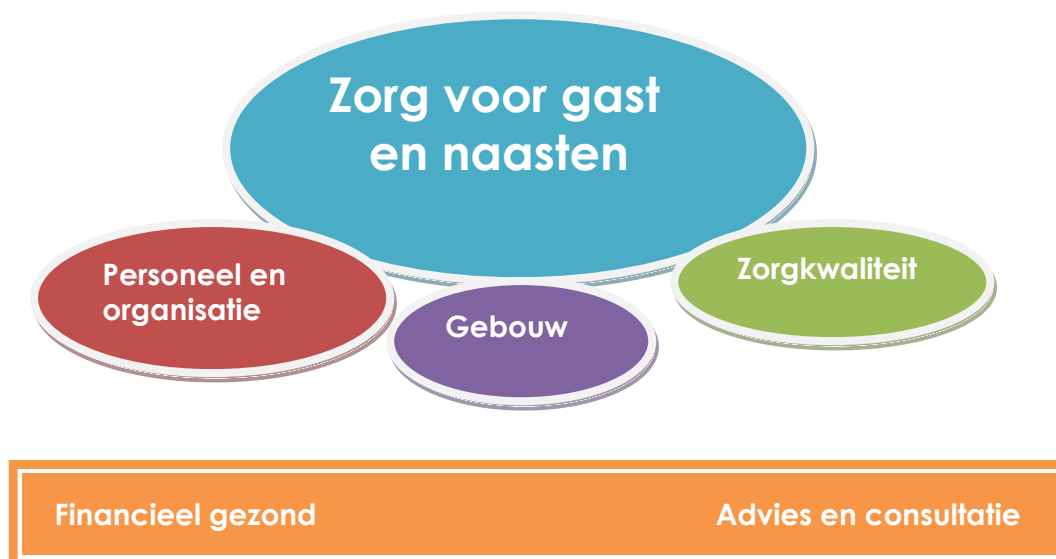 Zorg voor gast
en naasten
Personeel en
organisatie
Gebouw
Zorgkwaliteit
Financieel gezond
Advies en consultatie